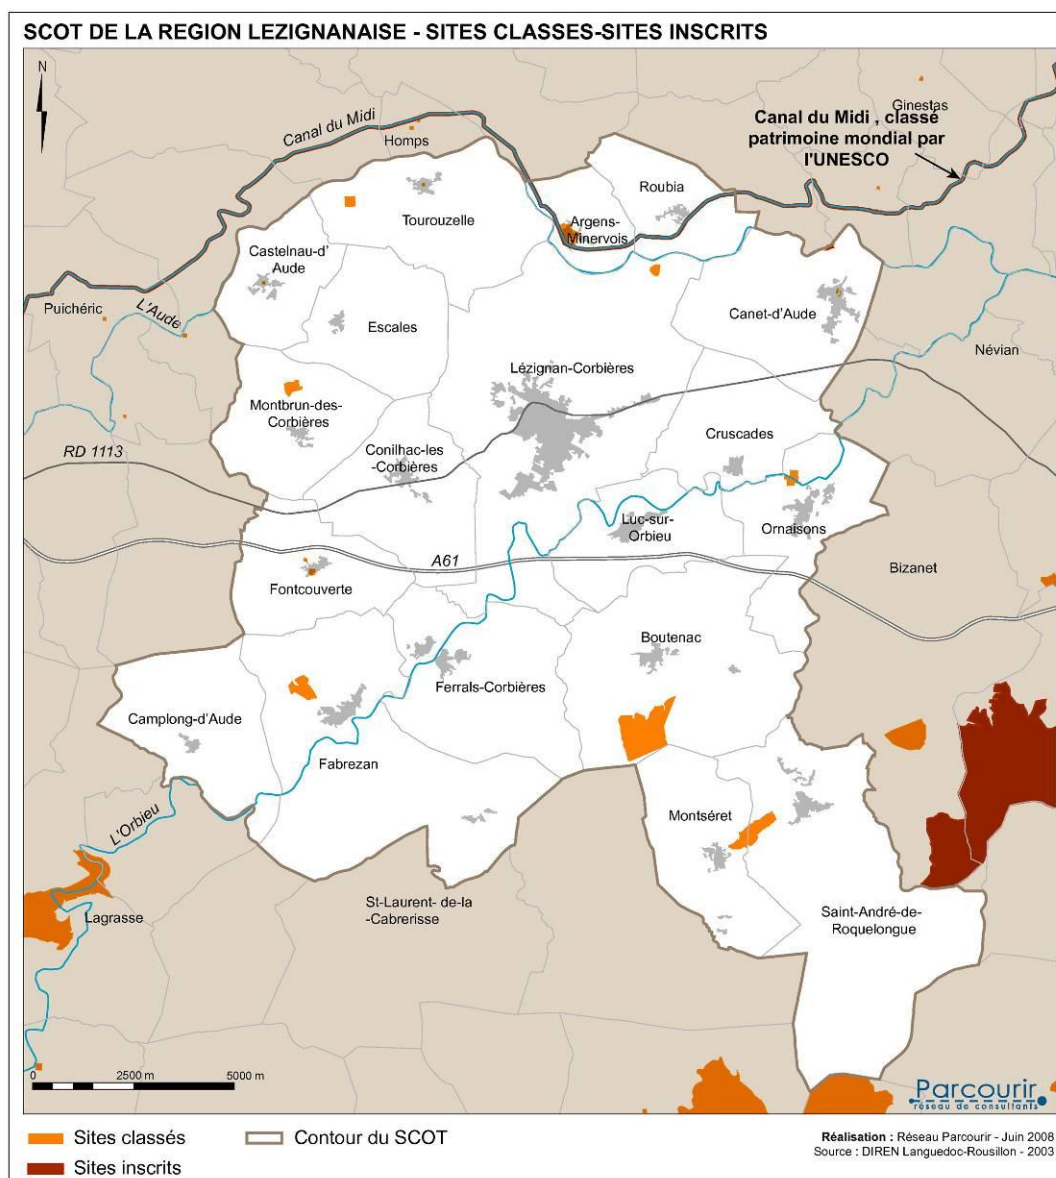 SCOT DE LA REGION LEZIGNANAISE - SITES CLASSES-SITES INSCRITS
N
Canal du Midi
Homps
Ginestas
Canal du Midi , classé
patrimoine mondial par
l'UNESCO
Roubia
Tourouzelle
Argens-
Minervois
Castelnau-d'
Aude
Puichéric
L'Aude
Escales
Canet-d'Aude
Névian
Lézignan-Corbières
Montbrun-des-
Corbières
Cruscades
RD 1113
Conilhac-les
-Corbières
Luc-sur-
Orbieu
Ornaisons
A61
Fontcouverte
Bizanet
Boutenac
Ferrals-Corbières
Camplong-d'Aude
Fabrezan
L'Orbieu
Montséret
Lagrasse
St-Laurent- de-la
-Cabrerisse
Saint-André-de-
Roquelongue
0 2500 m 5000 m
Parcourir
réseau de consultants
Sites classés
Contour du SCOT
Sites inscrits
Réalisation : Réseau Parcourir - Juin 2008
Source : DIREN Languedoc-Rousillon - 2003